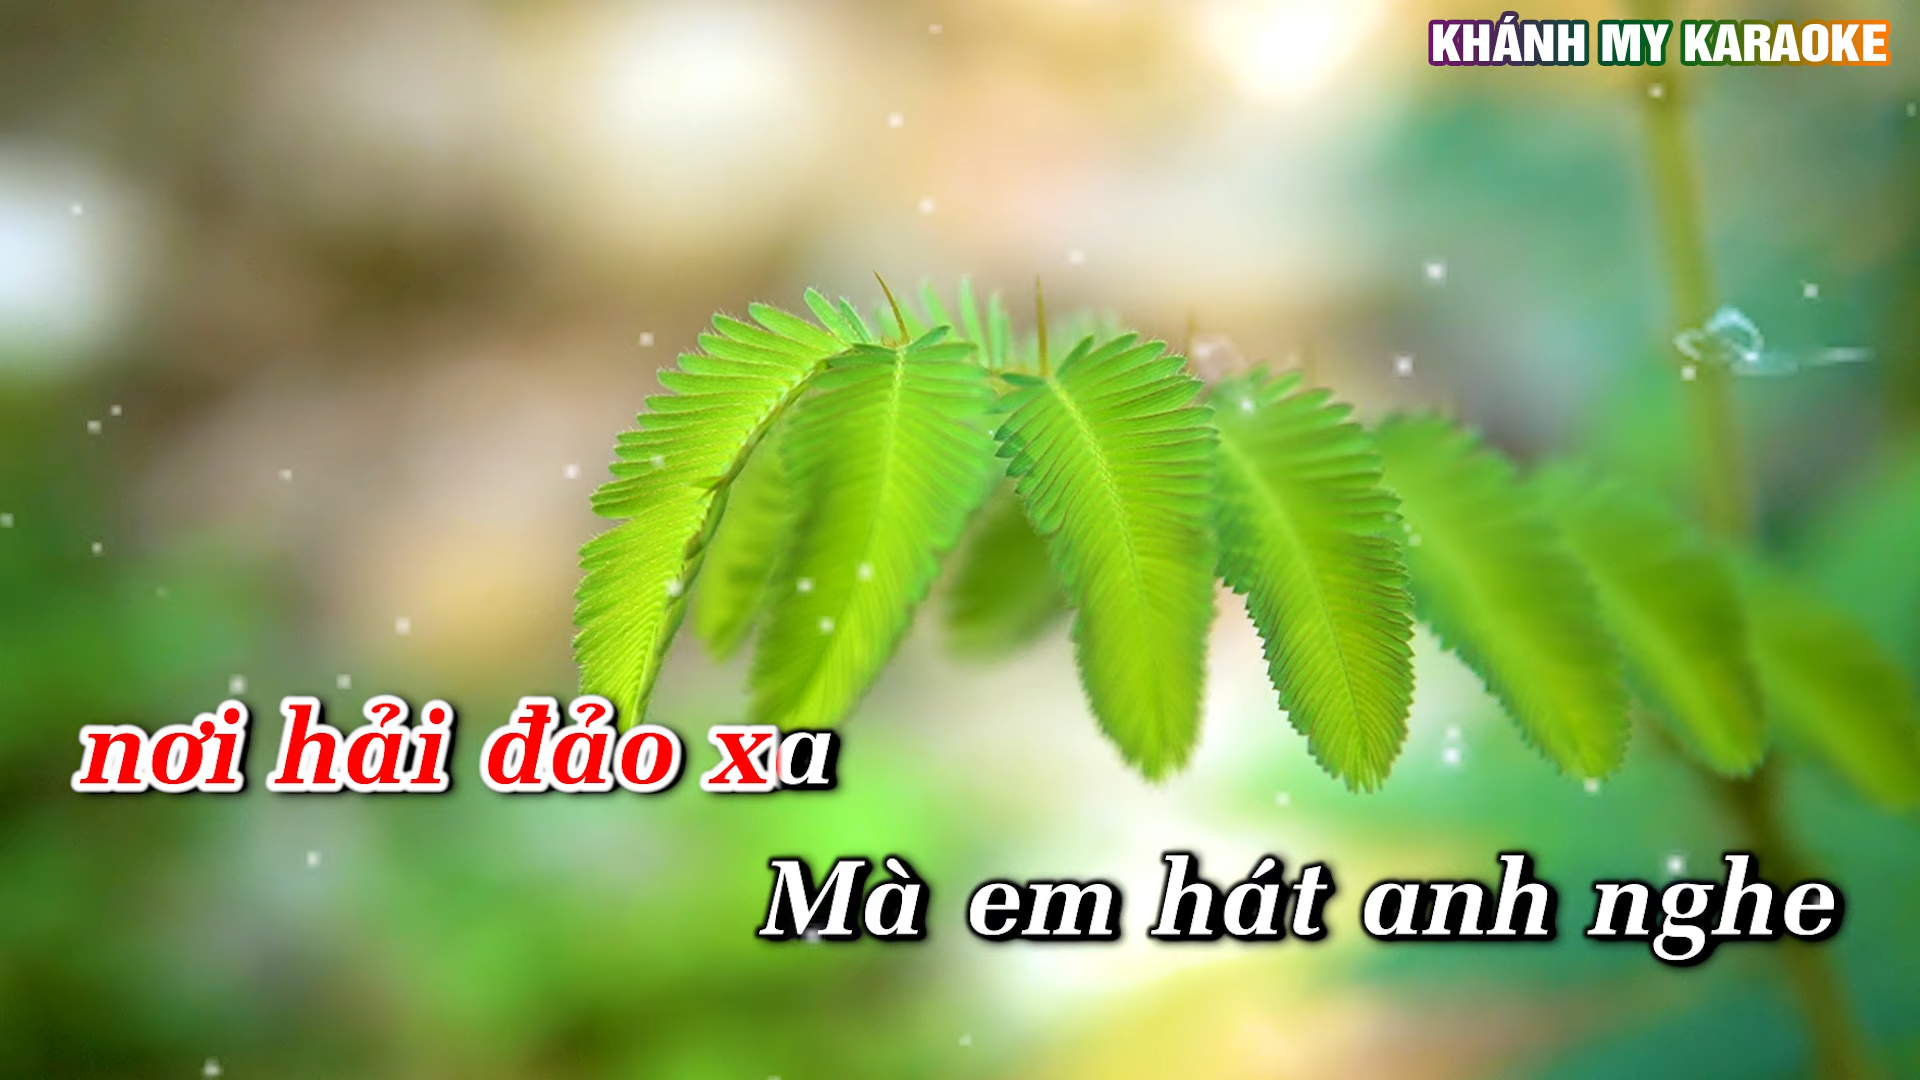 KHÁNH MY KARAOKE
nơi hải đảo xa
Mà em hát anh nghe